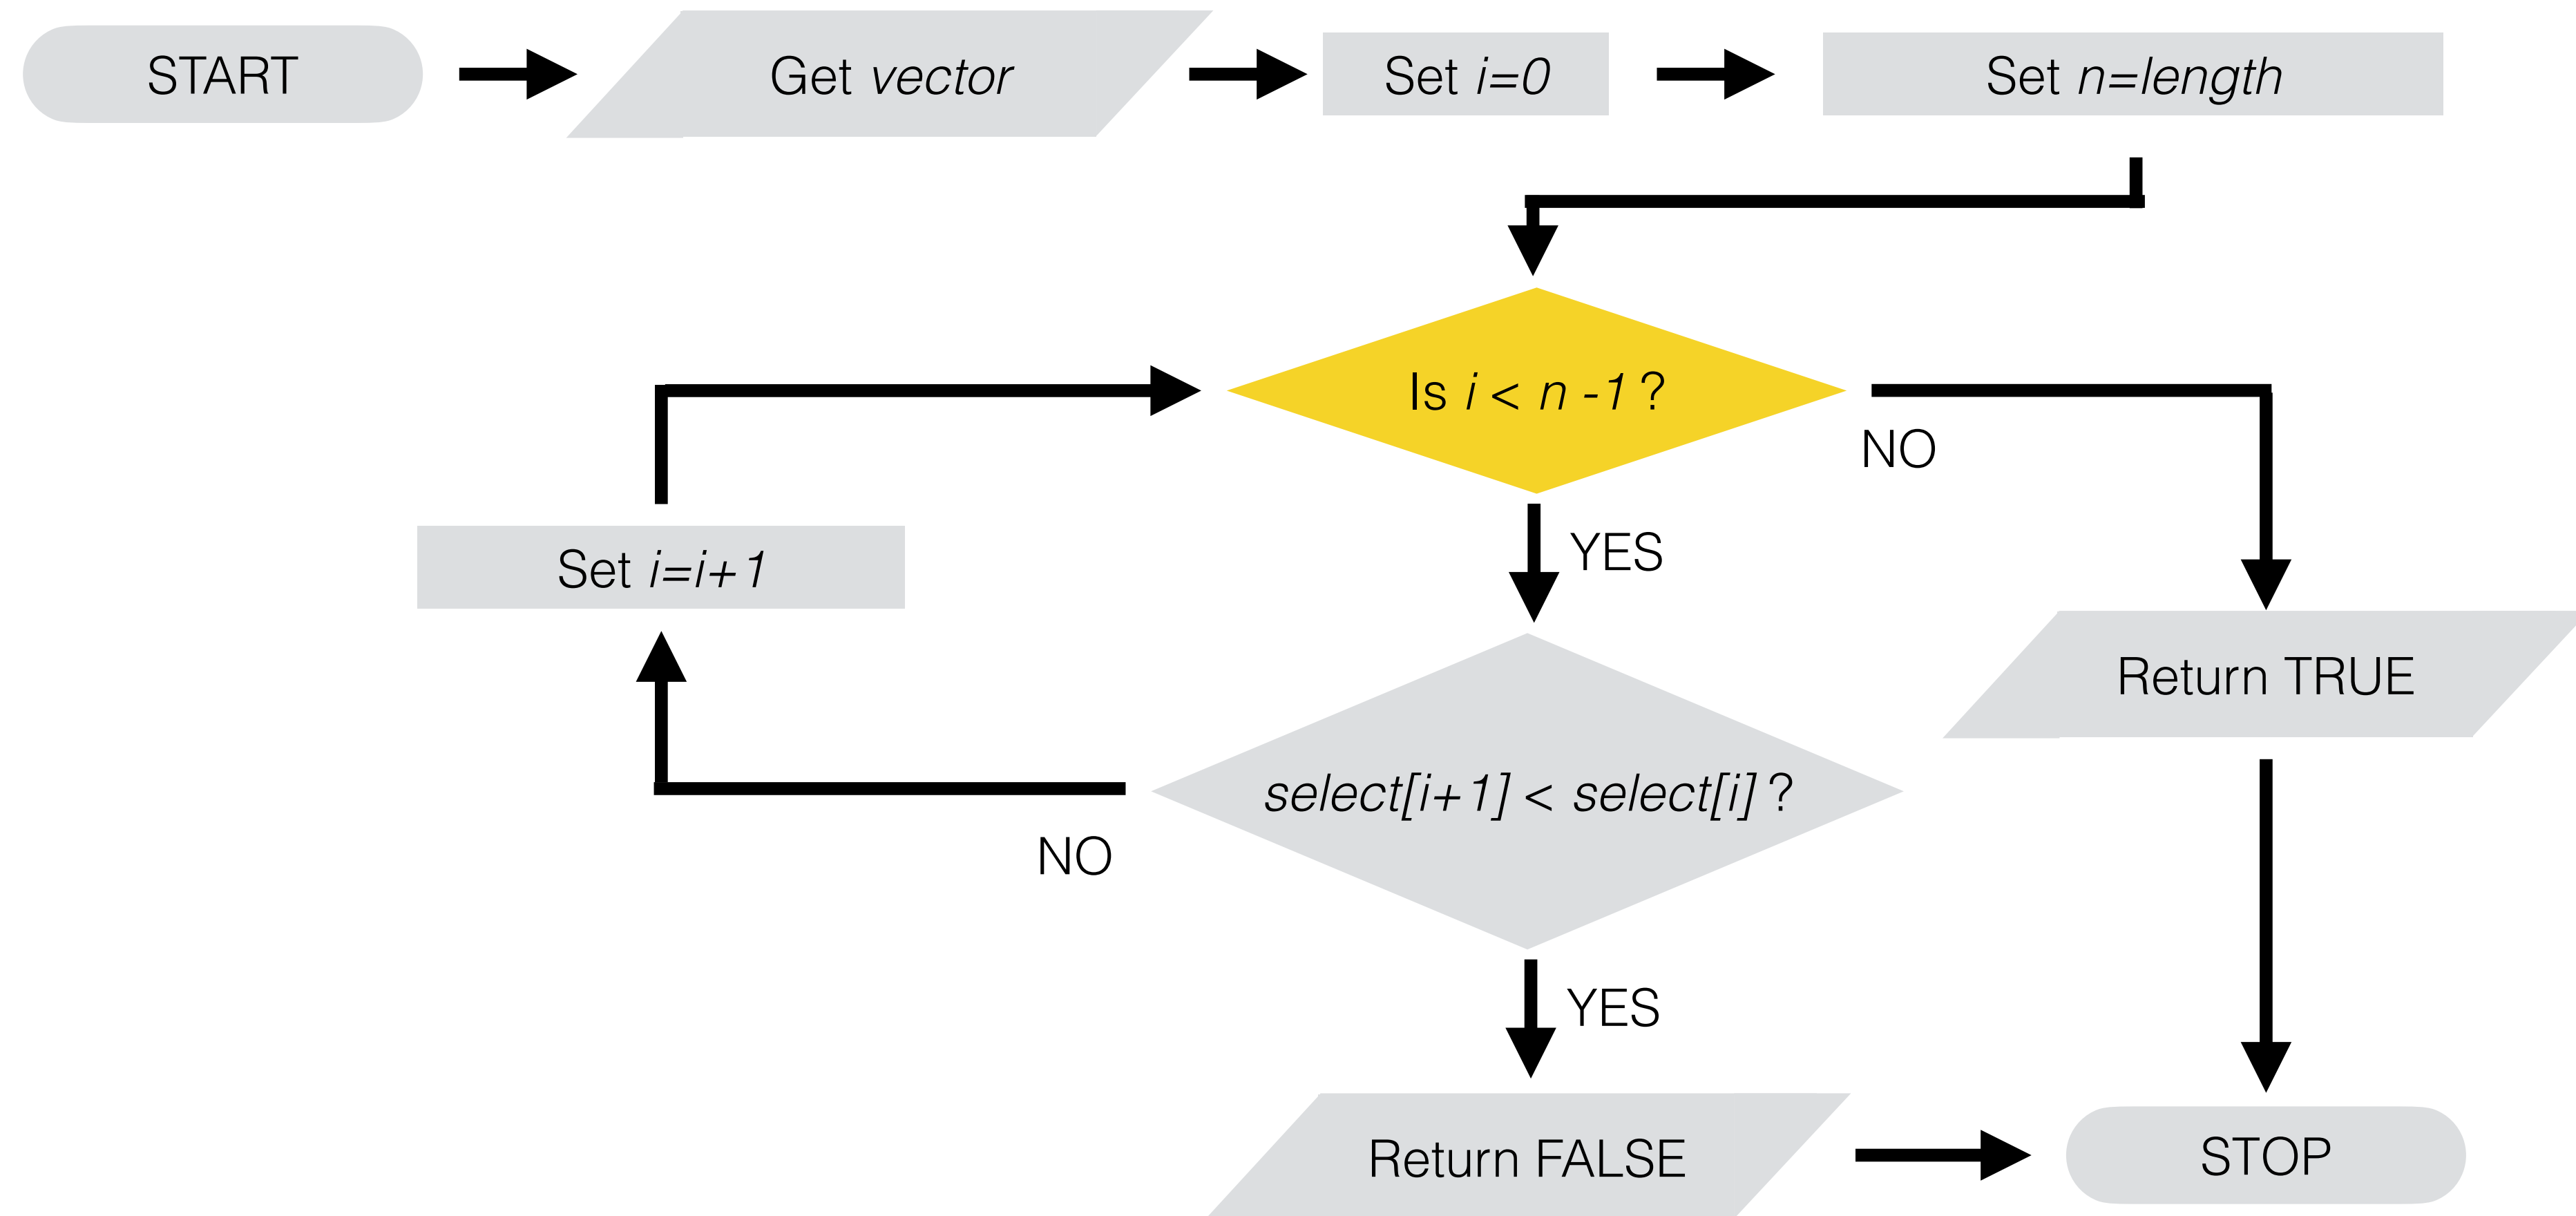 START
Get vector
Set i=0
Set n=length
Is i < n -1 ?
NO
YES
Set i=i+1
Return TRUE
select[i+1] < select[i] ?
NO
YES
Return FALSE
STOP